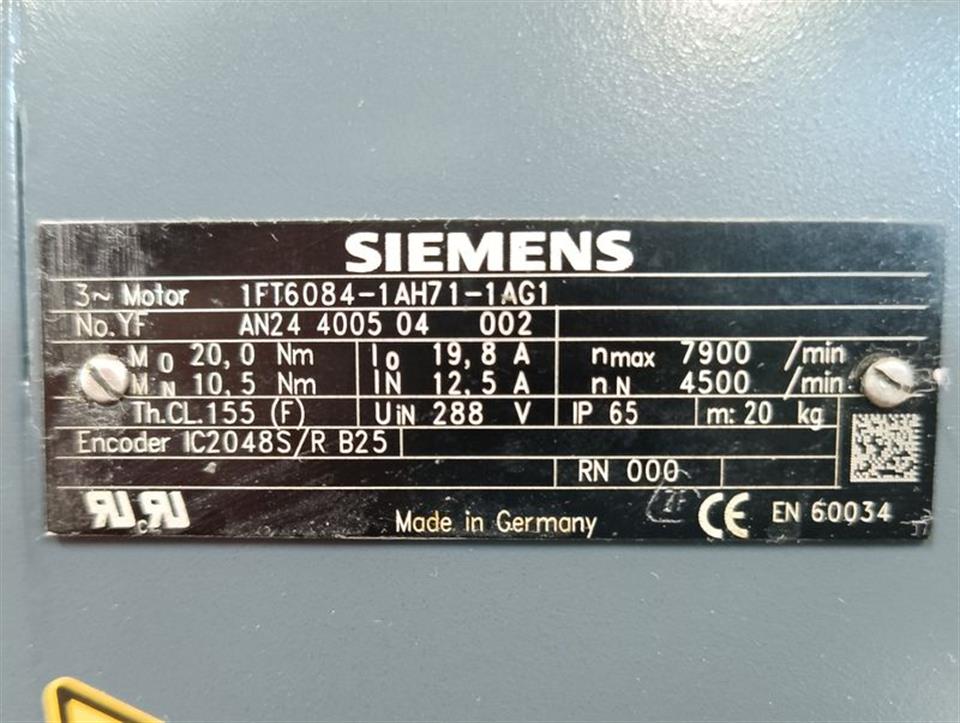 SIEMENS
3~ Motor 1FT6084-1AH71-1AG1
No. YF AN24 4005 04 002
M0 20,0 Nm I0 19,8 A nmax 7900 /min
MN 10,5 Nm IN 12,5 A nN 4500 /min
Th.CL.155 (F) UiN 288 V IP 65 m: 20 kg
Encoder IC2048S/R B25
RN 000
RU cRU Made in Germany CE EN 60034